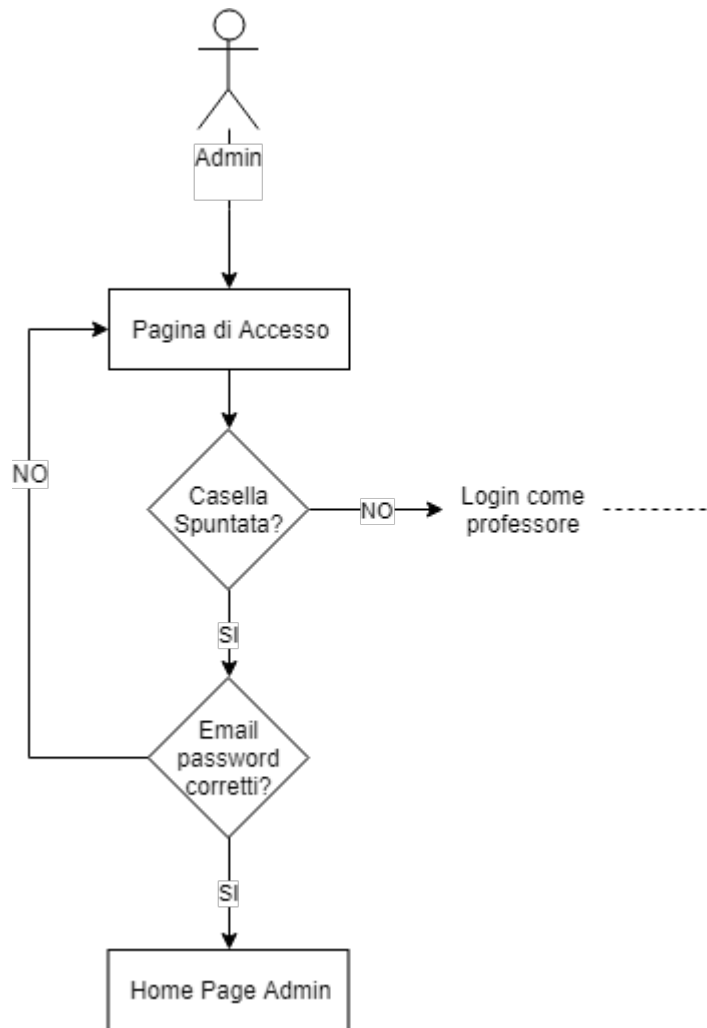 Admin
Pagina di Accesso
NO
Casella
Spuntata?
NO
Login come
professore
SI
Email
password
corretti?
SI
Home Page Admin